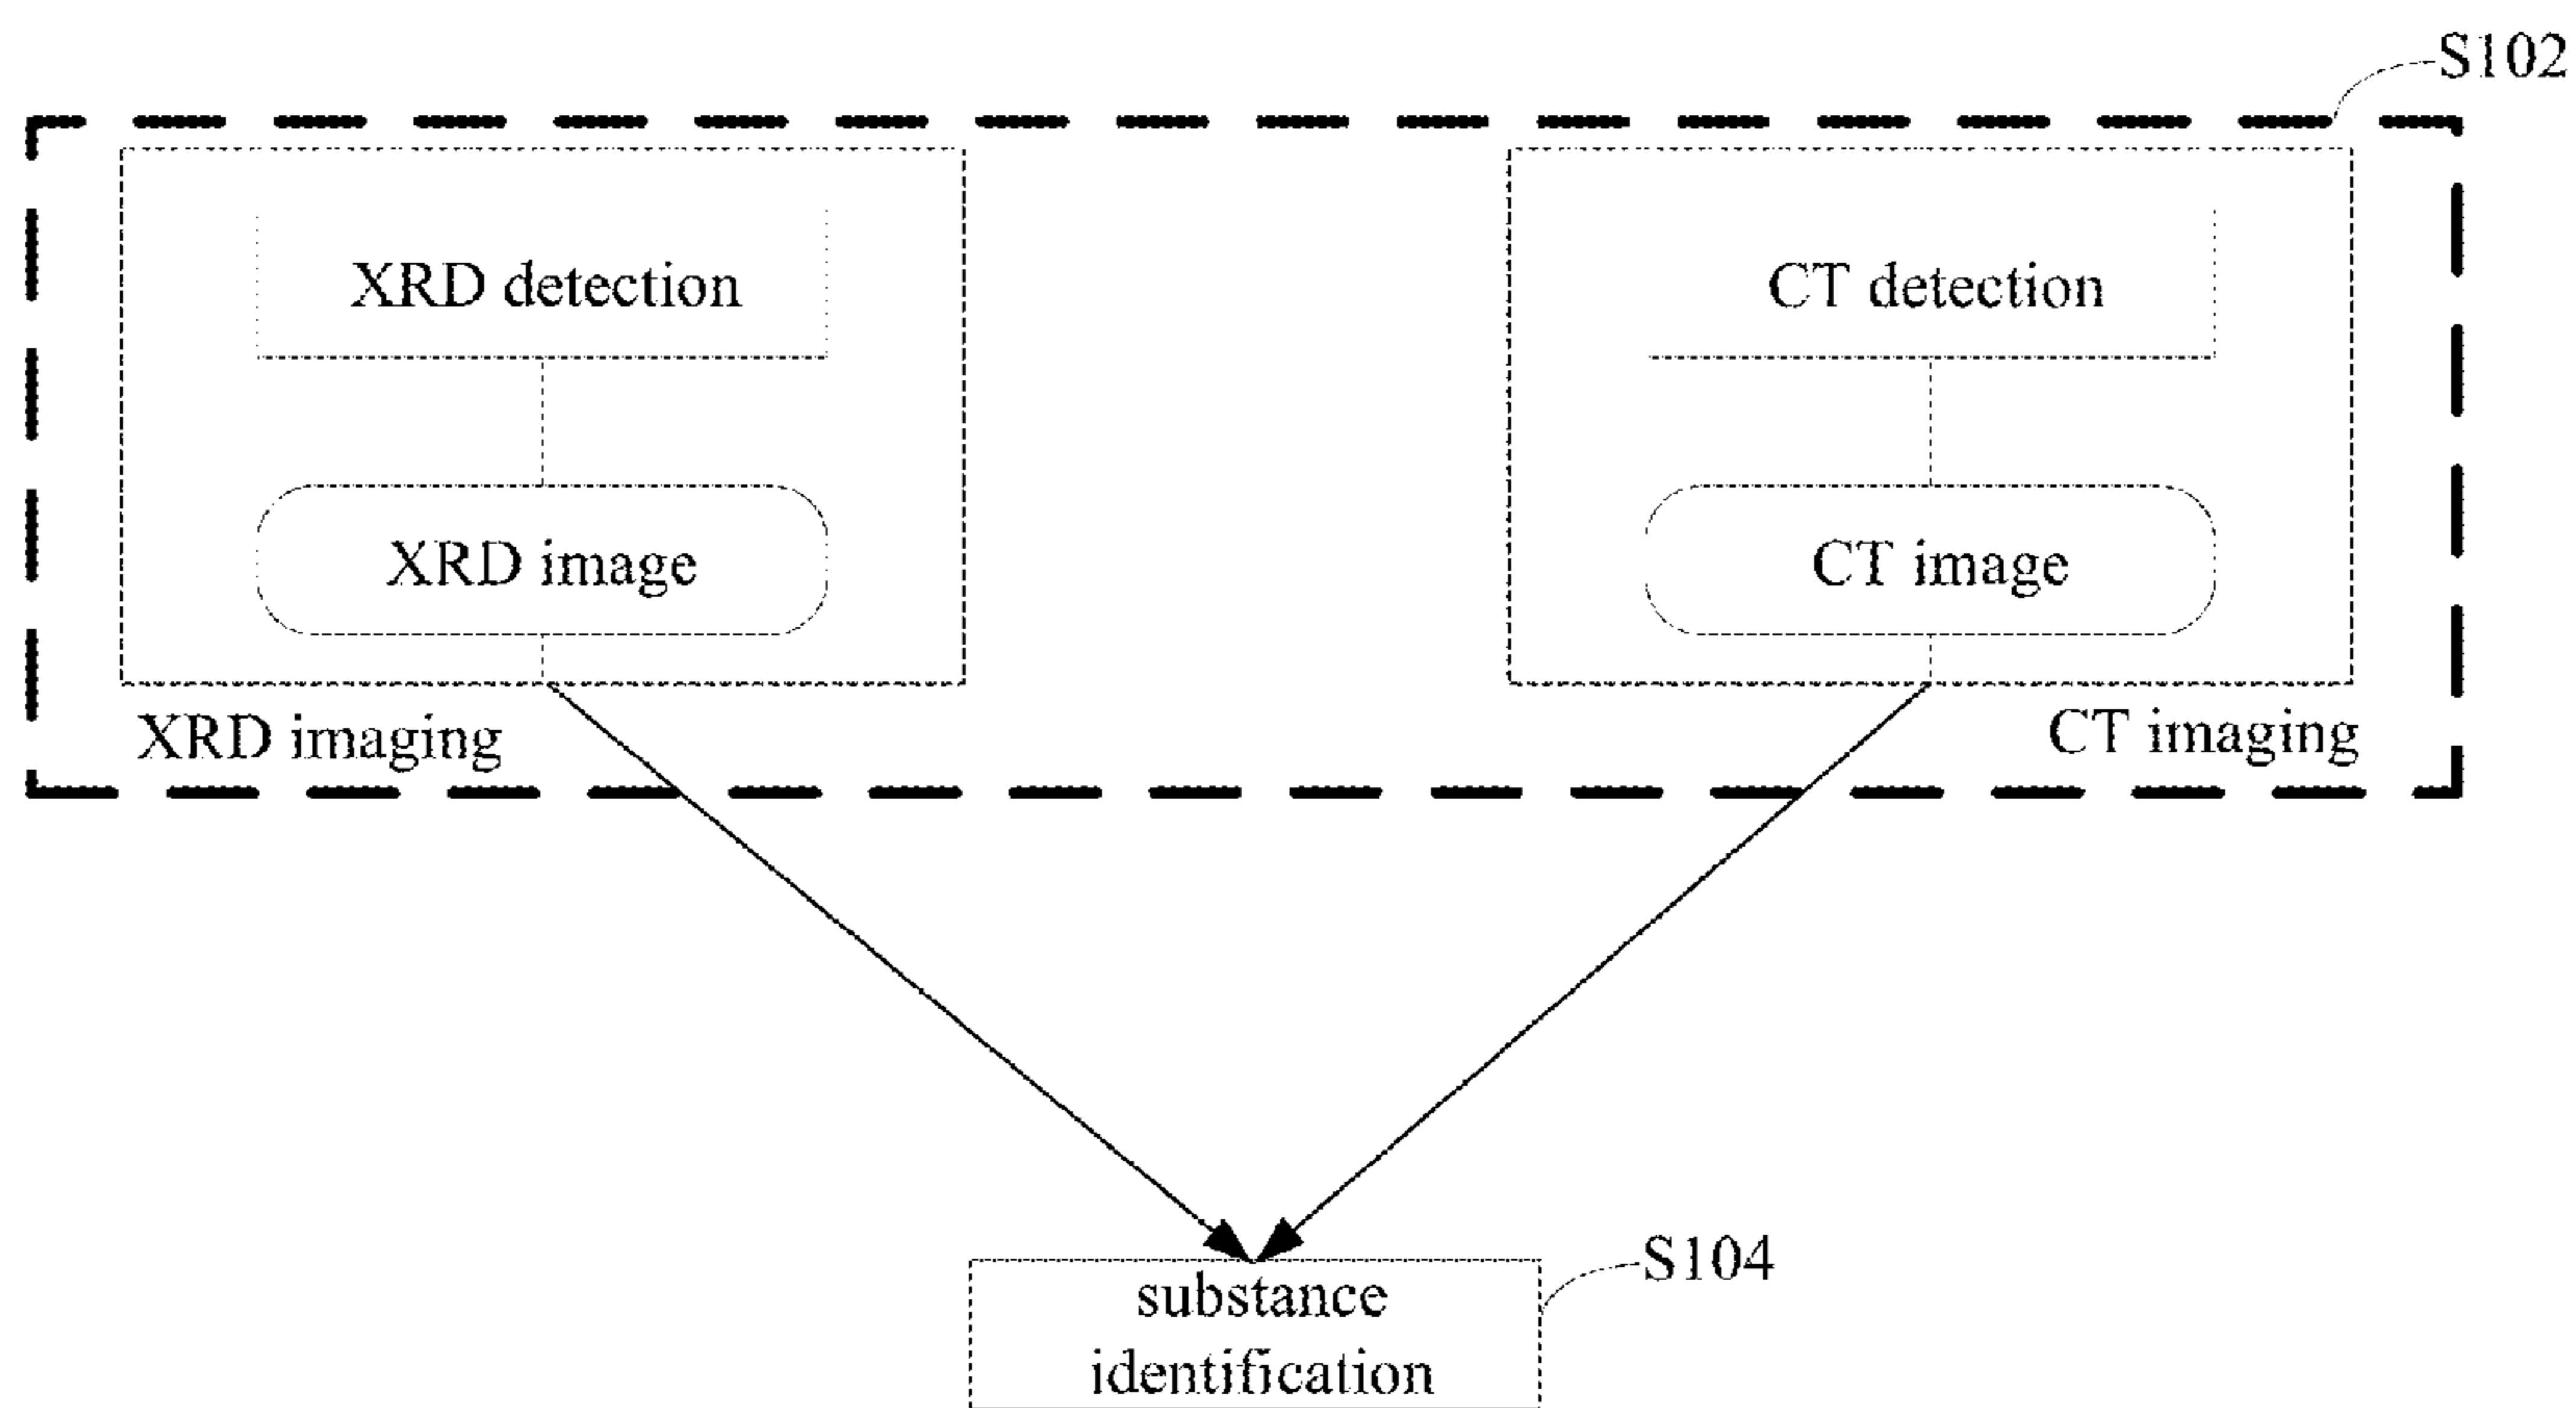 S102
XRD detection
CT detection
XRD image
CT image
XRD imaging
CT imaging
S104
substance
identification